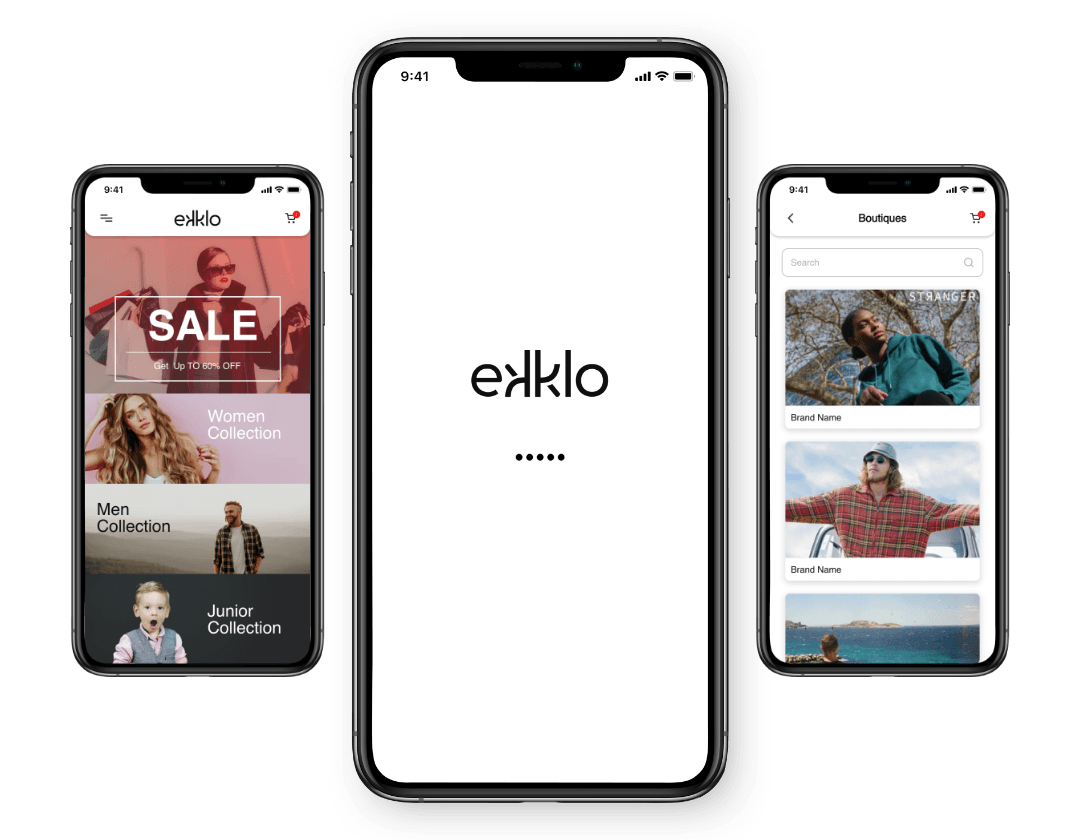 9:41
ekklo
SALE
Get Up TO 60% OFF
Women
Collection
Men
Collection
Junior
Collection
9:41
ekklo
9:41
Boutiques
Search
STRANGER
Brand Name
Brand Name